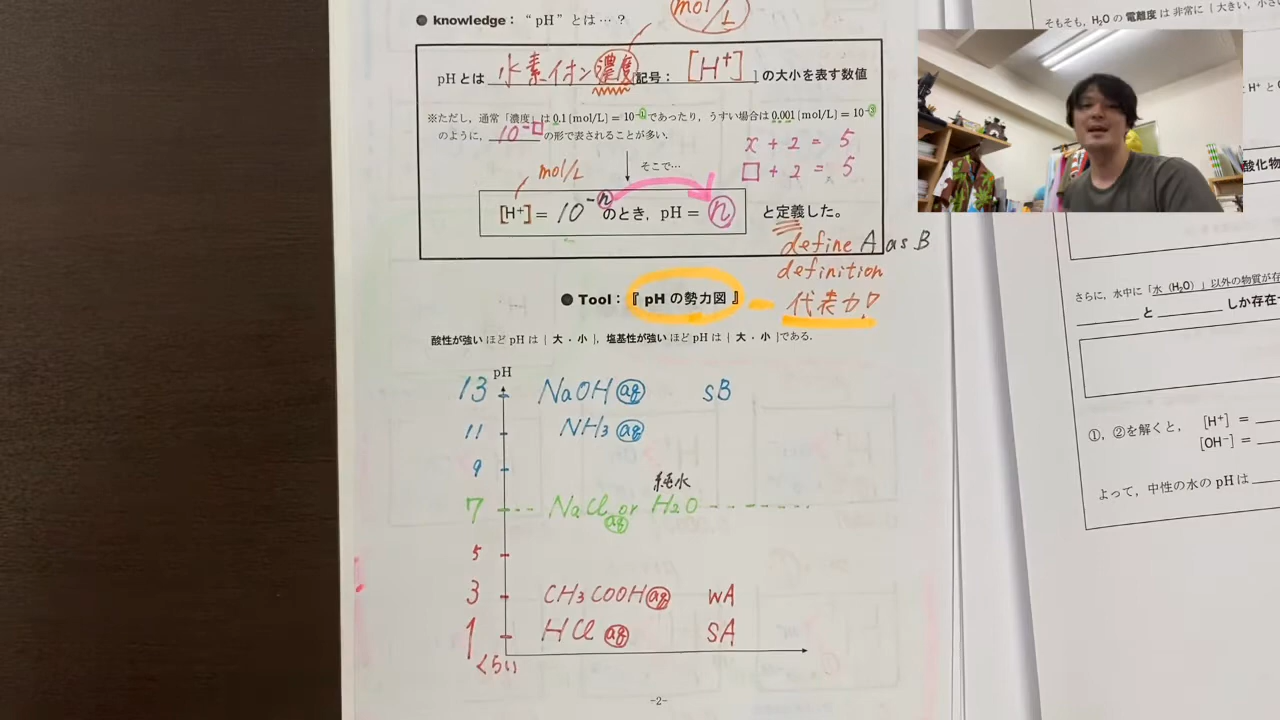 ● knowledge： “pH” とは … ？
mol/L
pH とは 水素イオン濃度 記号： [H⁺] の大小を表す数値
※ただし，通常「濃度」は 0.1 [mol/L] = 10⁻¹ であったり，うすい場合は 0.001 [mol/L] = 10⁻³
のように， 10⁻□ の形で表されることが多い．
x + 2 = 5
□ + 2 = 5
そこで…
mol/L
[H⁺] = 10⁻ⁿ のとき，pH = n と定義した。
define A as B
definition
● Tool：『 pH の勢力図 』 ー 代表力！
酸性が強い ほど pH は [ 大 ・ 小 ]，塩基性が強い ほど pH は [ 大 ・ 小 ] である．
pH
13 NaOH aq sB
11 NH₃ aq
9
純水
7 NaCl aq or H₂O
5
3 CH₃COOH aq wA
1 HCl aq sA
くらい
-2-
そもそも，H₂O の 電離度 は 非常に [ 大きい，小さ
H⁺ と O
酸化物
さらに，水中に「水（H₂O）」以外の物質が存
と しか存在
①，②を解くと， [H⁺] =
[OH⁻] =
よって，中性の水の pH は